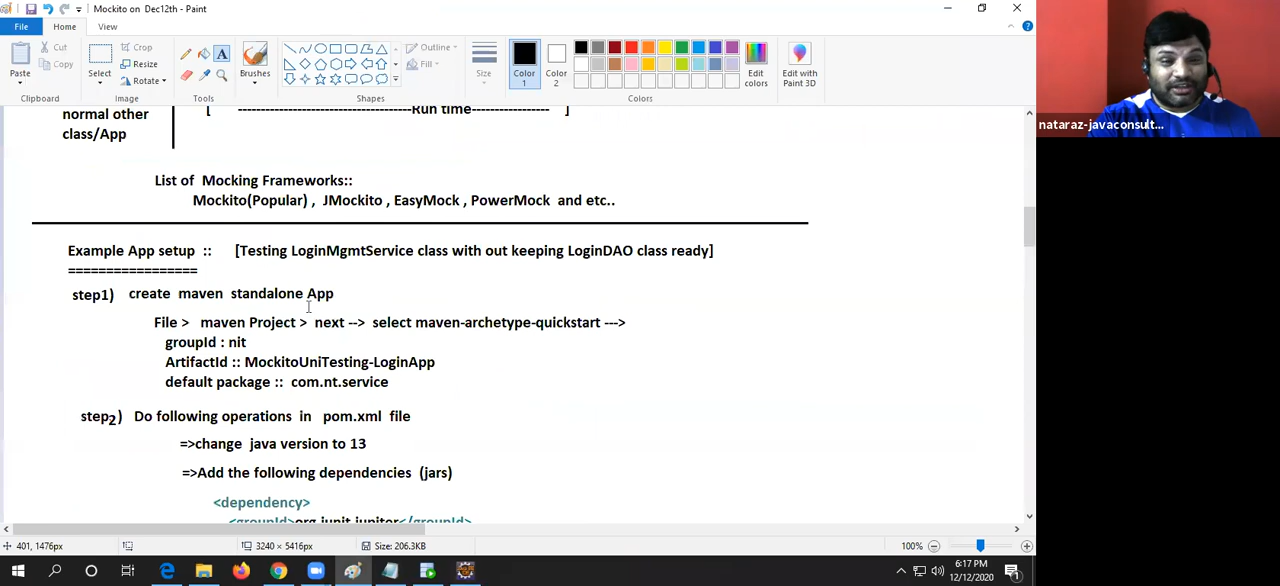 Mockito on Dec12th - Paint
File
Home
View
Paste
Cut
Copy
Clipboard
Select
Crop
Resize
Rotate
Image
Tools
Brushes
Outline
Fill
Shapes
Size
Color 1
Color 2
Edit colors
Colors
Edit with Paint 3D
nataraz-javaconsult...
normal other
class/App
[ -------------------------------------Run time----------------- ]
List of Mocking Frameworks::
Mockito(Popular) , JMockito , EasyMock , PowerMock and etc..
Example App setup :: [Testing LoginMgmtService class with out keeping LoginDAO class ready]
=================
step1) create maven standalone App
File > maven Project > next --> select maven-archetype-quickstart --->
groupId : nit
ArtifactId :: MockitoUniTesting-LoginApp
default package :: com.nt.service
step2) Do following operations in pom.xml file
=>change java version to 13
=>Add the following dependencies (jars)
<dependency>
<groupId>org.junit.jupiter</groupId>
401, 1476px
3240 × 5416px
Size: 206.3KB
100%
6:17 PM
12/12/2020